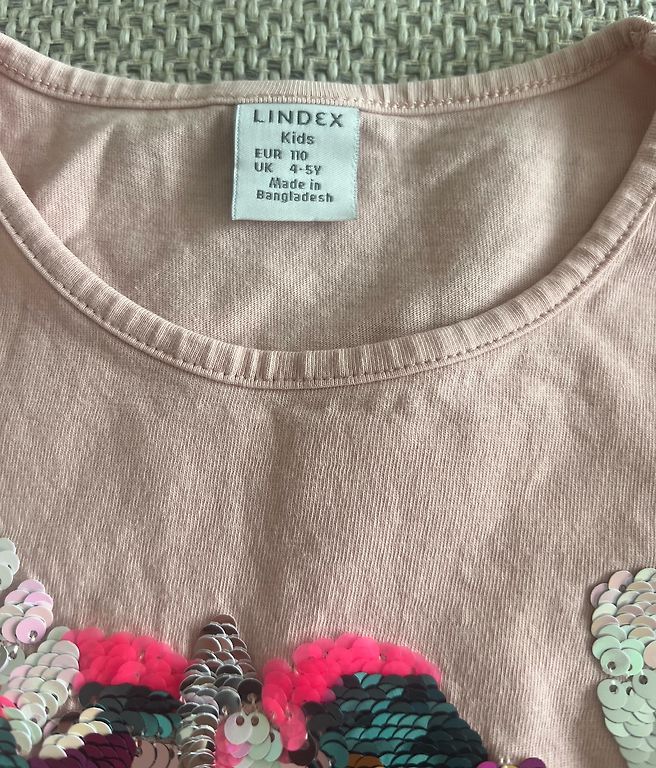 LINDEX
Kids
EUR 110
UK 4-5Y
Made in
Bangladesh